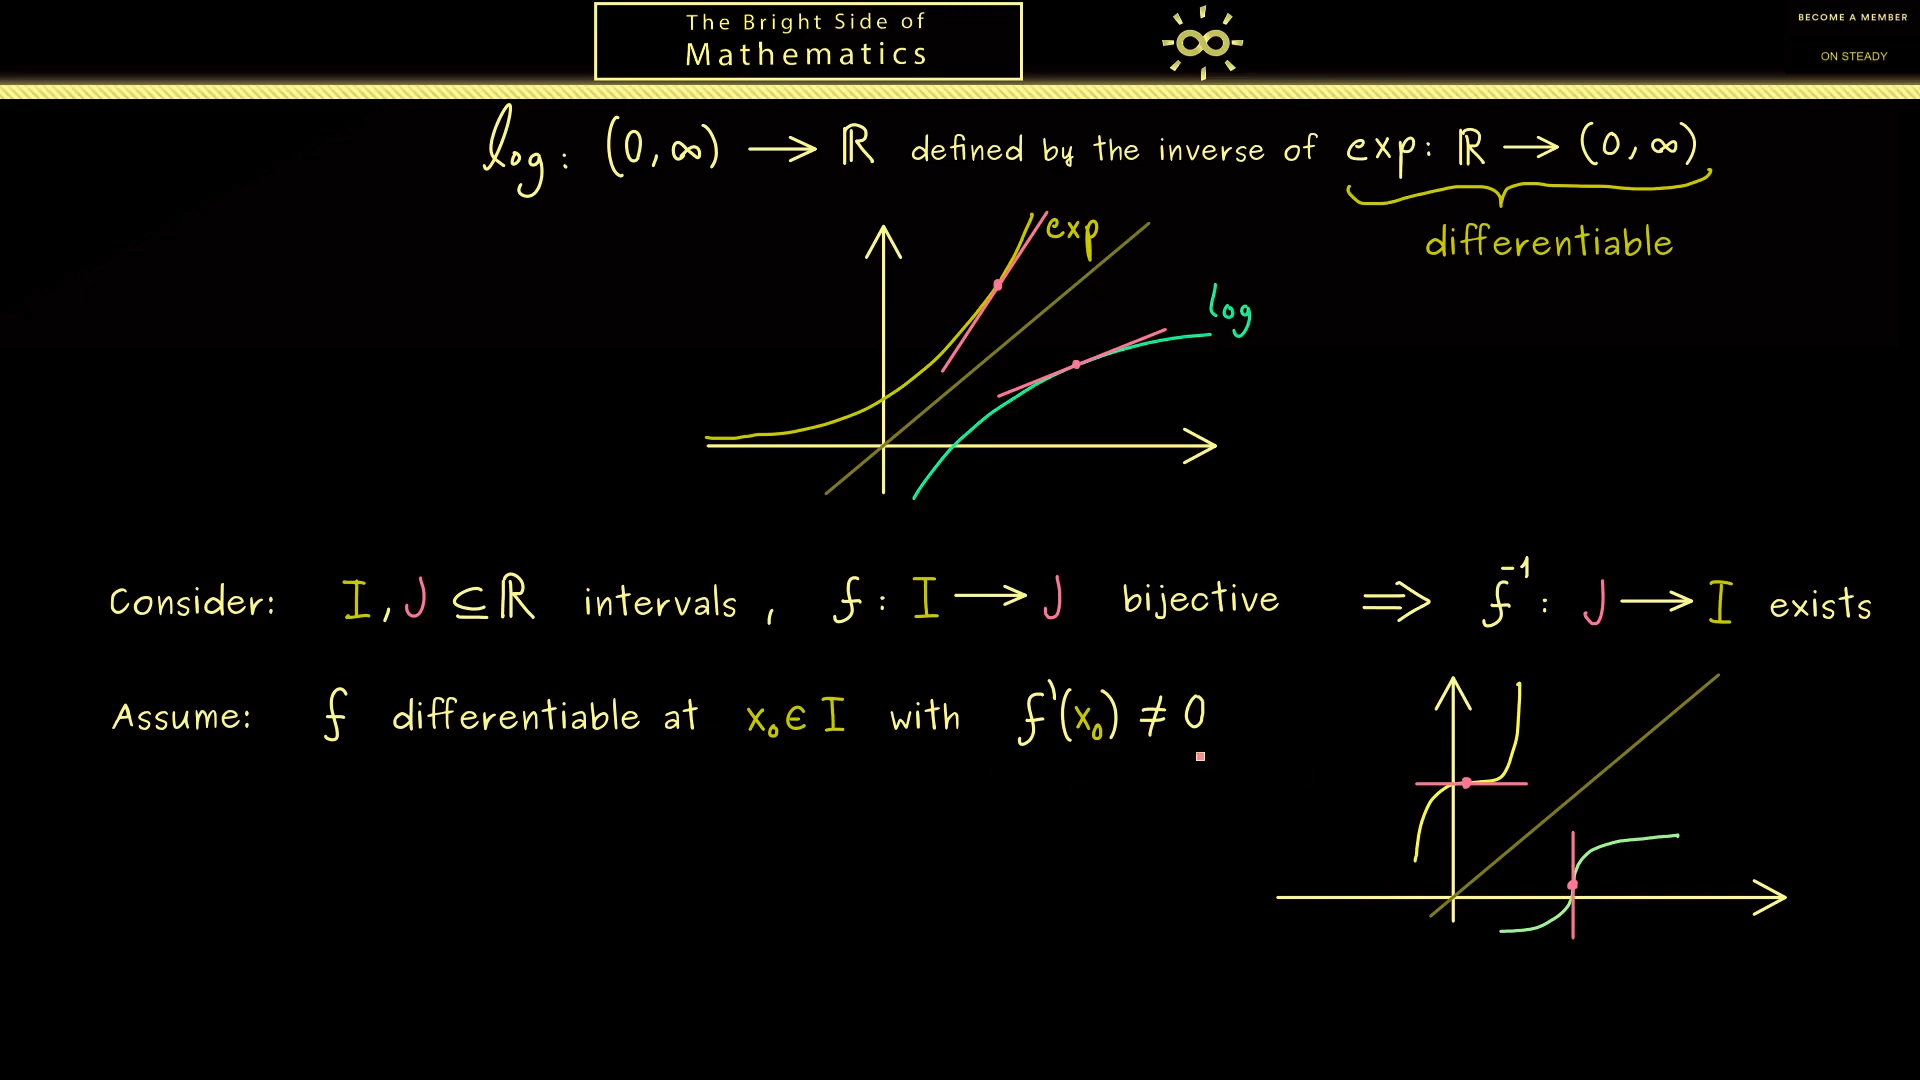 The Bright Side of
Mathematics
BECOME A MEMBER
ON STEADY
log: (0,∞) ⟶ ℝ defined by the inverse of exp: ℝ ⟶ (0,∞)
differentiable
exp
log
Consider: I, J ⊆ ℝ intervals, f: I ⟶ J bijective ⟹ f⁻¹: J ⟶ I exists
Assume: f differentiable at x₀ ∈ I with f'(x₀) ≠ 0